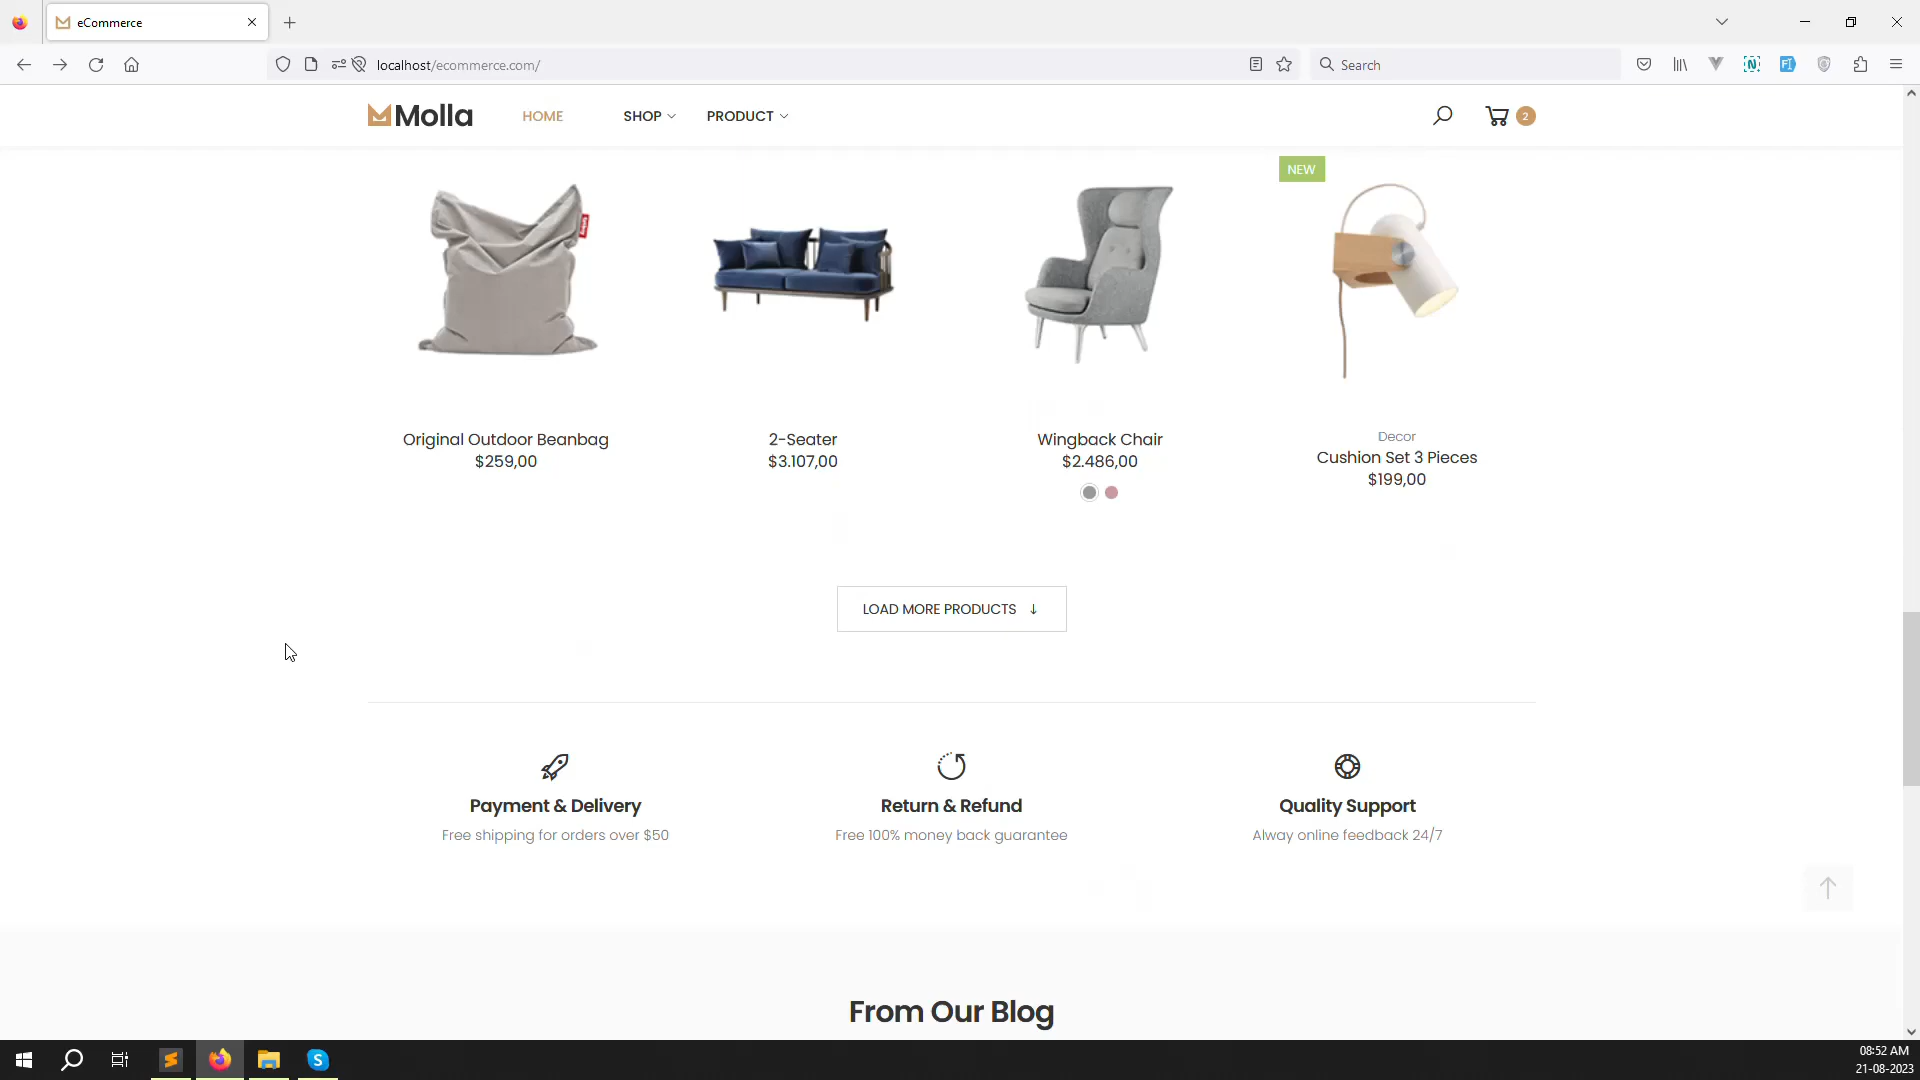 eCommerce
localhost/ecommerce.com/
Search
Molla
HOME
SHOP
PRODUCT
2
NEW
Original Outdoor Beanbag
$259,00
2-Seater
$3.107,00
Wingback Chair
$2.486,00
Decor
Cushion Set 3 Pieces
$199,00
LOAD MORE PRODUCTS
Payment & Delivery
Free shipping for orders over $50
Return & Refund
Free 100% money back guarantee
Quality Support
Alway online feedback 24/7
From Our Blog
08:52 AM
21-08-2023